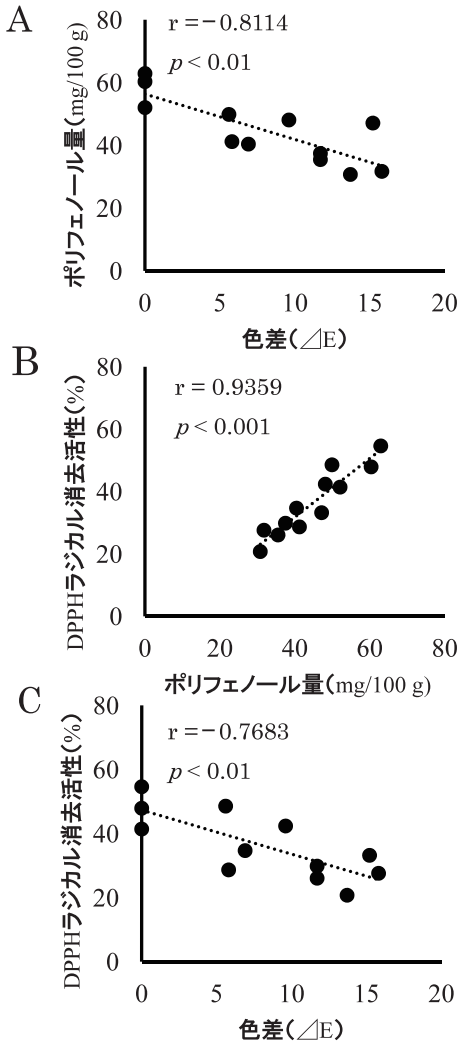 A
r=−0.8114
p < 0.01
ポリフェノール量(mg/100 g)
80
60
40
20
0
0 5 10 15 20
色差(⊿E)
B
r = 0.9359
p < 0.001
DPPHラジカル消去活性(%)
80
60
40
20
0
0 20 40 60 80
ポリフェノール量(mg/100 g)
C
r =−0.7683
p < 0.01
DPPHラジカル消去活性(%)
80
60
40
20
0
0 5 10 15 20
色差(⊿E)